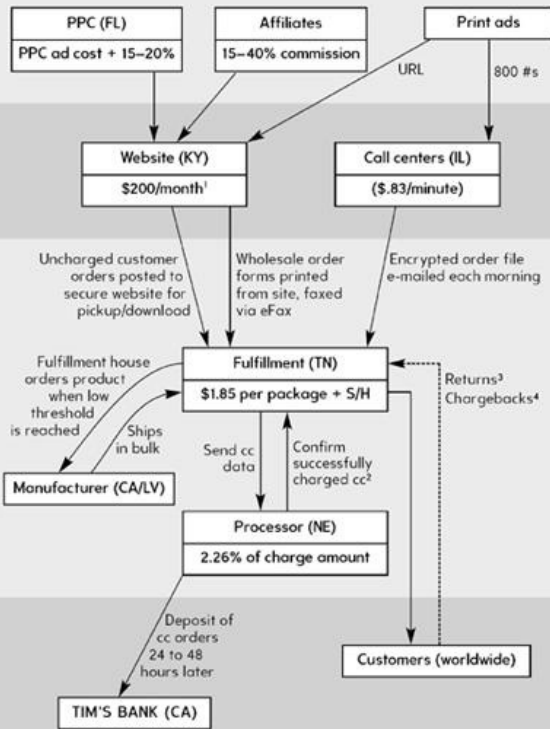 PPC (FL)
PPC ad cost + 15–20%
Affiliates
15–40% commission
Print ads
URL
800 #s
Website (KY)
$200/month¹
Call centers (IL)
($.83/minute)
Uncharged customer
orders posted to
secure website for
pickup/download
Wholesale order
forms printed
from site, faxed
via eFax
Encrypted order file
e-mailed each morning
Fulfillment house
orders product
when low
threshold
is reached
Fulfillment (TN)
$1.85 per package + S/H
Returns³
Chargebacks⁴
Ships
in bulk
Manufacturer (CA/LV)
Send cc
data
Confirm
successfully
charged cc²
Processor (NE)
2.26% of charge amount
Deposit of
cc orders
24 to 48
hours later
Customers (worldwide)
TIM'S BANK (CA)